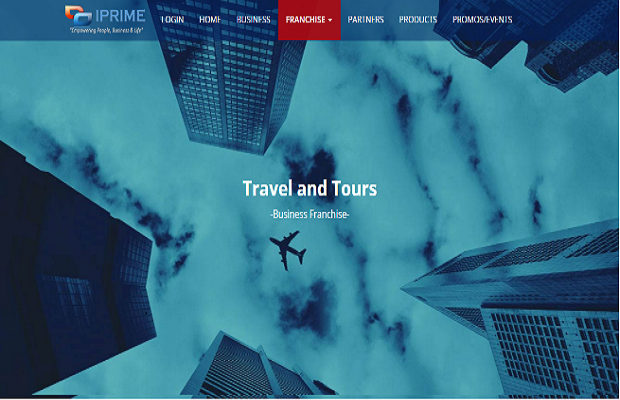 IPRIME
"Empowering People, Business & Life"
LOGIN HOME BUSINESS FRANCHISE PARTNERS PRODUCTS PROMOS/EVENTS
Travel and Tours
-Business Franchise-